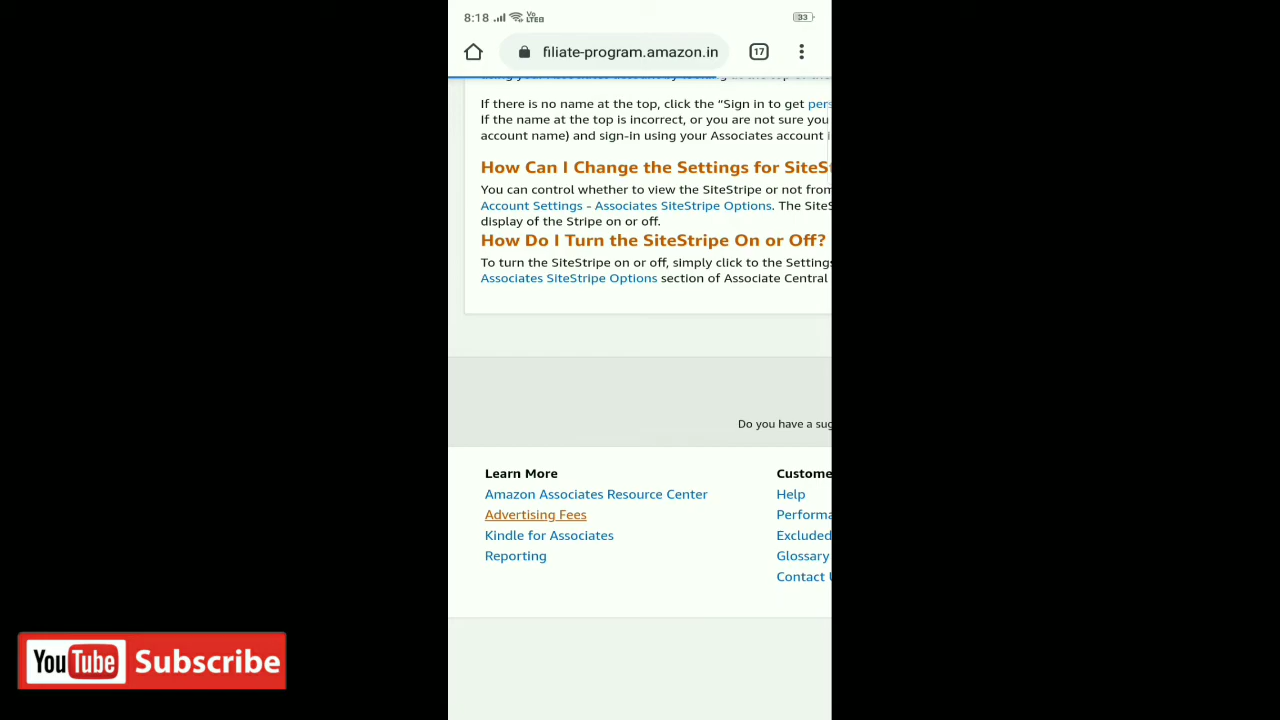 8:18 Vo LTE 33
filiate-program.amazon.in 17
If there is no name at the top, click the “Sign in to get pers
If the name at the top is incorrect, or you are not sure you
account name) and sign-in using your Associates account i
How Can I Change the Settings for SiteSt
You can control whether to view the SiteStripe or not from
Account Settings - Associates SiteStripe Options. The SiteS
display of the Stripe on or off.
How Do I Turn the SiteStripe On or Off?
To turn the SiteStripe on or off, simply click to the Settings
Associates SiteStripe Options section of Associate Central
Do you have a sug
Learn More
Amazon Associates Resource Center
Advertising Fees
Kindle for Associates
Reporting
Custome
Help
Performa
Excluded
Glossary
Contact U
YouTube Subscribe